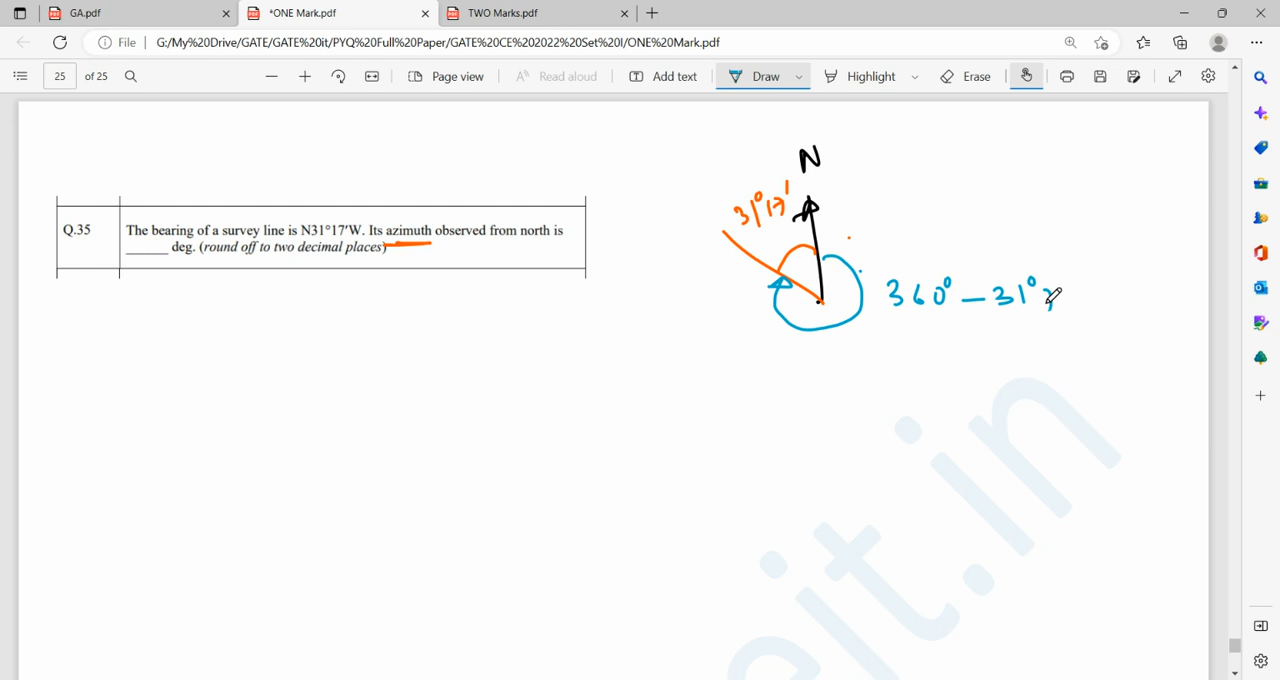 GA.pdf
*ONE Mark.pdf
TWO Marks.pdf
File
G:/My%20Drive/GATE/GATE%20it/PYQ%20Full%20Paper/GATE%20CE%202022%20Set%20I/ONE%20Mark.pdf
25 of 25
Page view
Read aloud
Add text
Draw
Highlight
Erase
N
31°17'
Q.35
The bearing of a survey line is N31°17′W. Its azimuth observed from north is
______ deg. (round off to two decimal places)
360° – 31°
eit.in